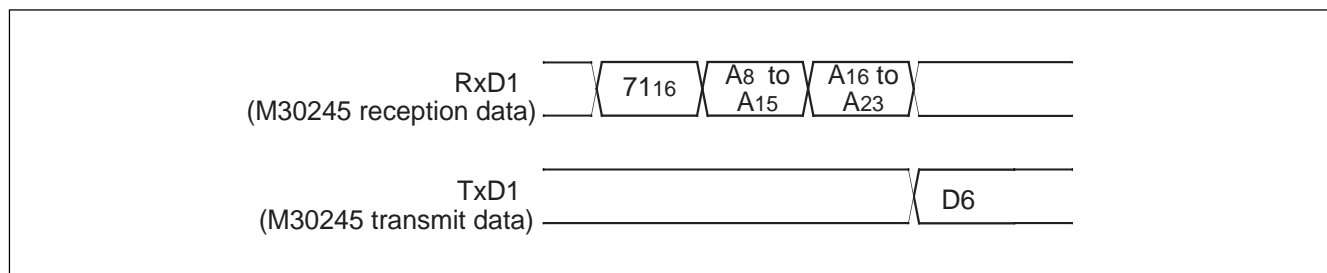 RxD1
(M30245 reception data)
7116
A8 to
A15
A16 to
A23
TxD1
(M30245 transmit data)
D6